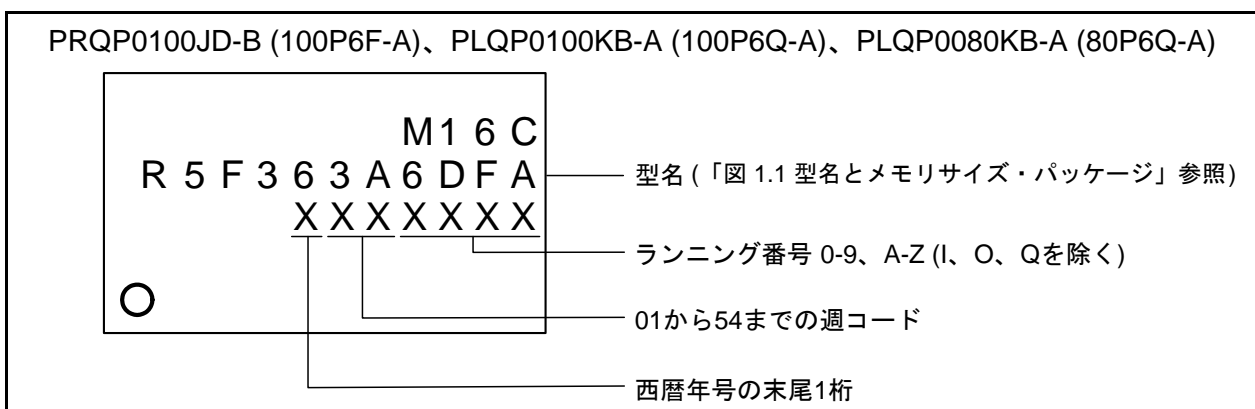 PRQP0100JD-B (100P6F-A)、PLQP0100KB-A (100P6Q-A)、PLQP0080KB-A (80P6Q-A)
M16C
R5F363A6DFA
型名 (「図 1.1 型名とメモリサイズ・パッケージ」参照)
XXXXXXX
ランニング番号 0-9、A-Z (I、O、Qを除く)
01から54までの週コード
西暦年号の末尾1桁